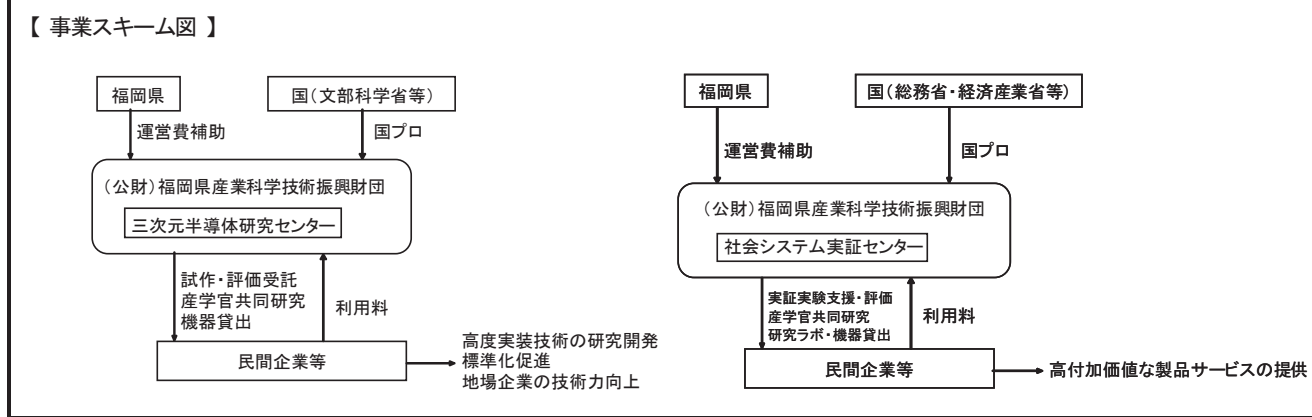 【 事業スキーム図 】
福岡県
国(文部科学省等)
運営費補助
国プロ
(公財)福岡県産業科学技術振興財団
三次元半導体研究センター
試作・評価受託
産学官共同研究
機器貸出
利用料
民間企業等
高度実装技術の研究開発
標準化促進
地場企業の技術力向上
福岡県
国(総務省・経済産業省等)
運営費補助
国プロ
(公財)福岡県産業科学技術振興財団
社会システム実証センター
実証実験支援・評価
産学官共同研究
研究ラボ・機器貸出
利用料
民間企業等
高付加価値な製品サービスの提供